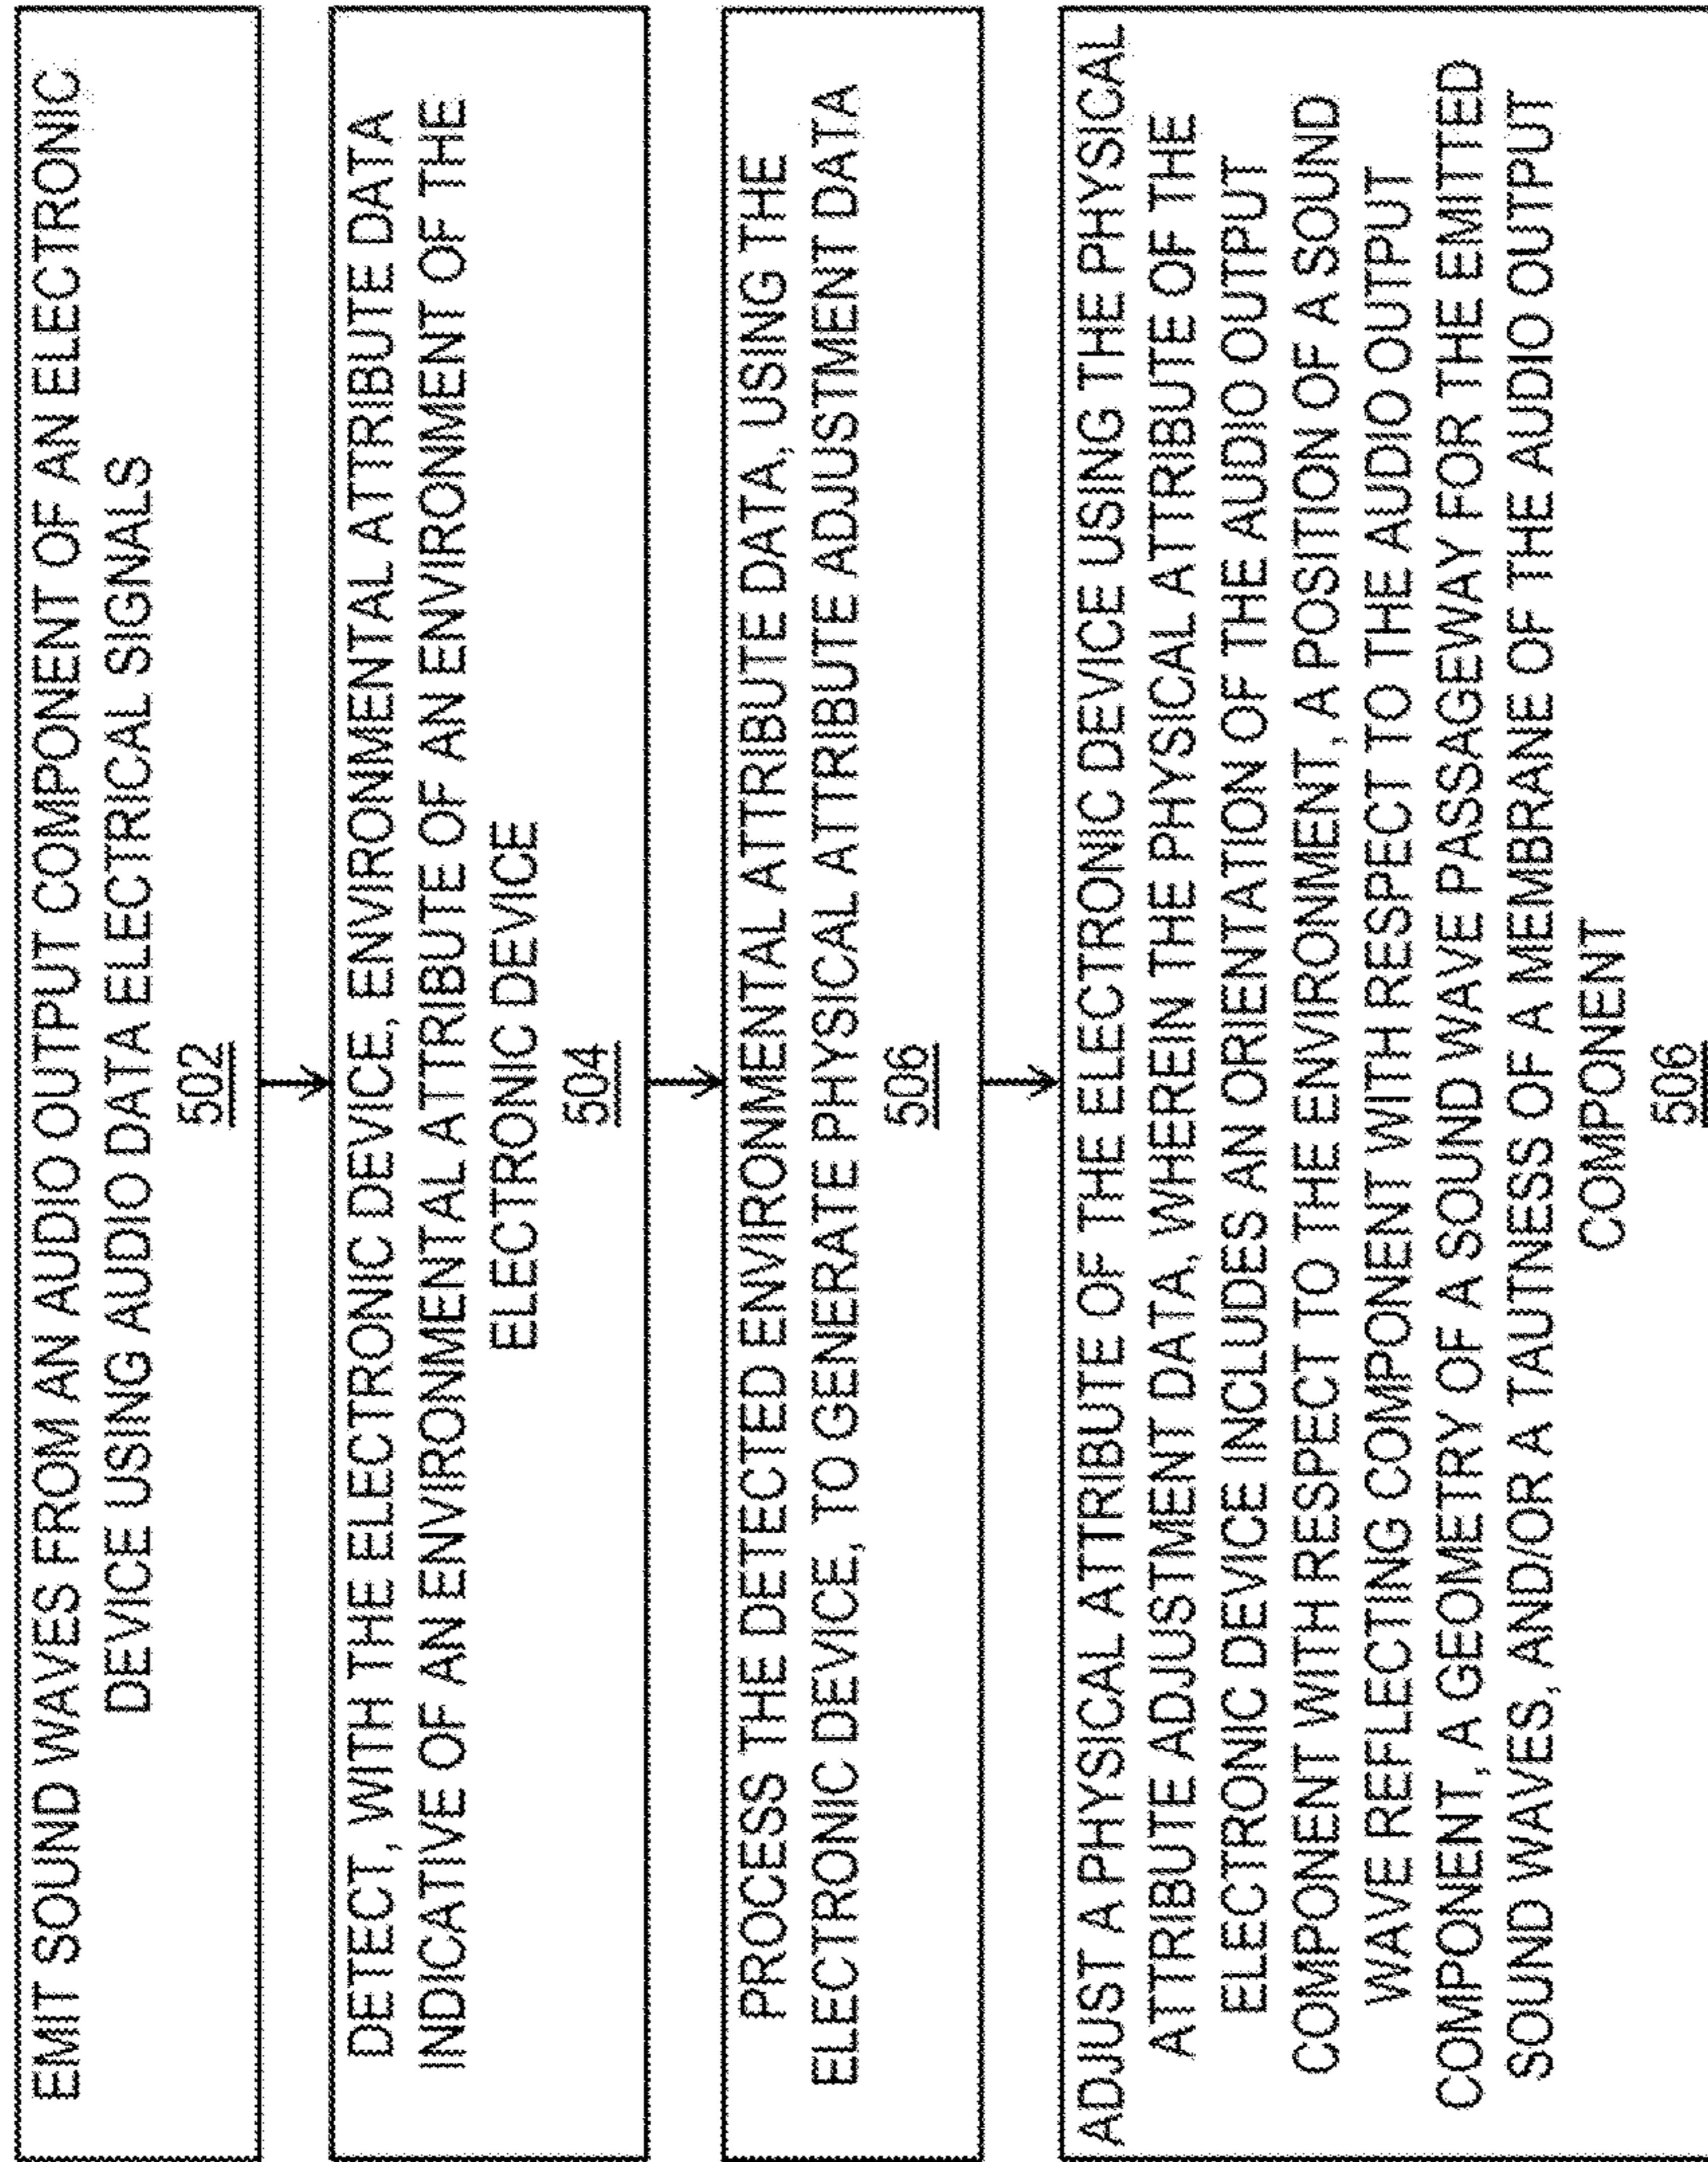 EMIT SOUND WAVES FROM AN AUDIO OUTPUT COMPONENT OF AN ELECTRONIC
DEVICE USING AUDIO DATA ELECTRICAL SIGNALS
502
DETECT, WITH THE ELECTRONIC DEVICE, ENVIRONMENTAL ATTRIBUTE DATA
INDICATIVE OF AN ENVIRONMENTAL ATTRIBUTE OF AN ENVIRONMENT OF THE
ELECTRONIC DEVICE
504
PROCESS THE DETECTED ENVIRONMENTAL ATTRIBUTE DATA, USING THE
ELECTRONIC DEVICE, TO GENERATE PHYSICAL ATTRIBUTE ADJUSTMENT DATA
506
ADJUST A PHYSICAL ATTRIBUTE OF THE ELECTRONIC DEVICE USING THE PHYSICAL
ATTRIBUTE ADJUSTMENT DATA, WHEREIN THE PHYSICAL ATTRIBUTE OF THE
ELECTRONIC DEVICE INCLUDES AN ORIENTATION OF THE AUDIO OUTPUT
COMPONENT WITH RESPECT TO THE ENVIRONMENT, A POSITION OF A SOUND
WAVE REFLECTING COMPONENT WITH RESPECT TO THE AUDIO OUTPUT
COMPONENT, A GEOMETRY OF A SOUND WAVE PASSAGEWAY FOR THE EMITTED
SOUND WAVES, AND/OR A TAUTNESS OF A MEMBRANE OF THE AUDIO OUTPUT
COMPONENT
506